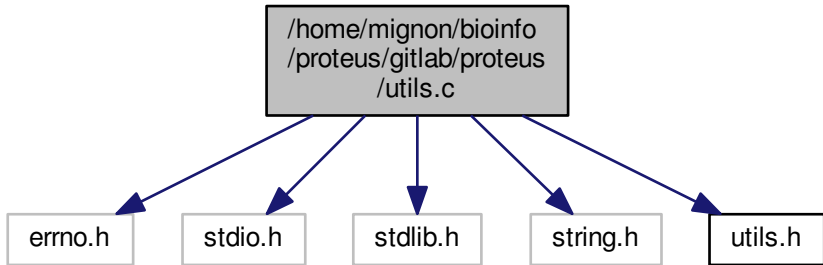 /home/mignon/bioinfo
/proteus/gitlab/proteus
/utils.c
errno.h
stdio.h
stdlib.h
string.h
utils.h